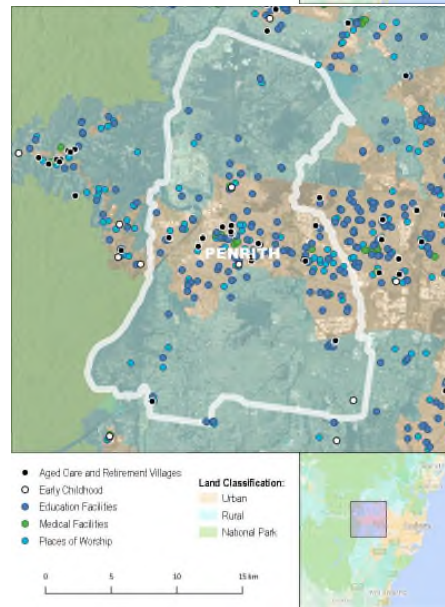 PENRITH
Aged Care and Retirement Villages
Early Childhood
Education Facilities
Medical Facilities
Places of Worship
Land Classification:
Urban
Rural
National Park
0 5 10 15 km